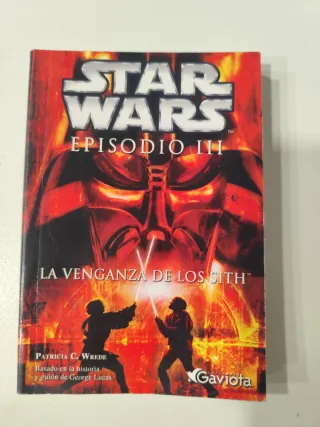 STAR
WARS
EPISODIO III
LA VENGANZA DE LOS SITH™
PATRICIA C. WREDE
Basado en la historia
y guión de George Lucas
Gaviota